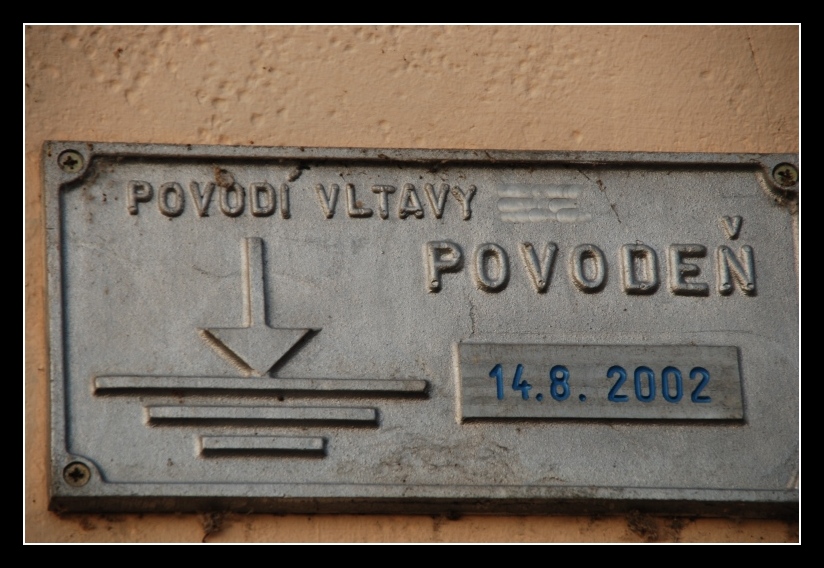 POVODÍ VLTAVY
POVODEŇ
14.8. 2002